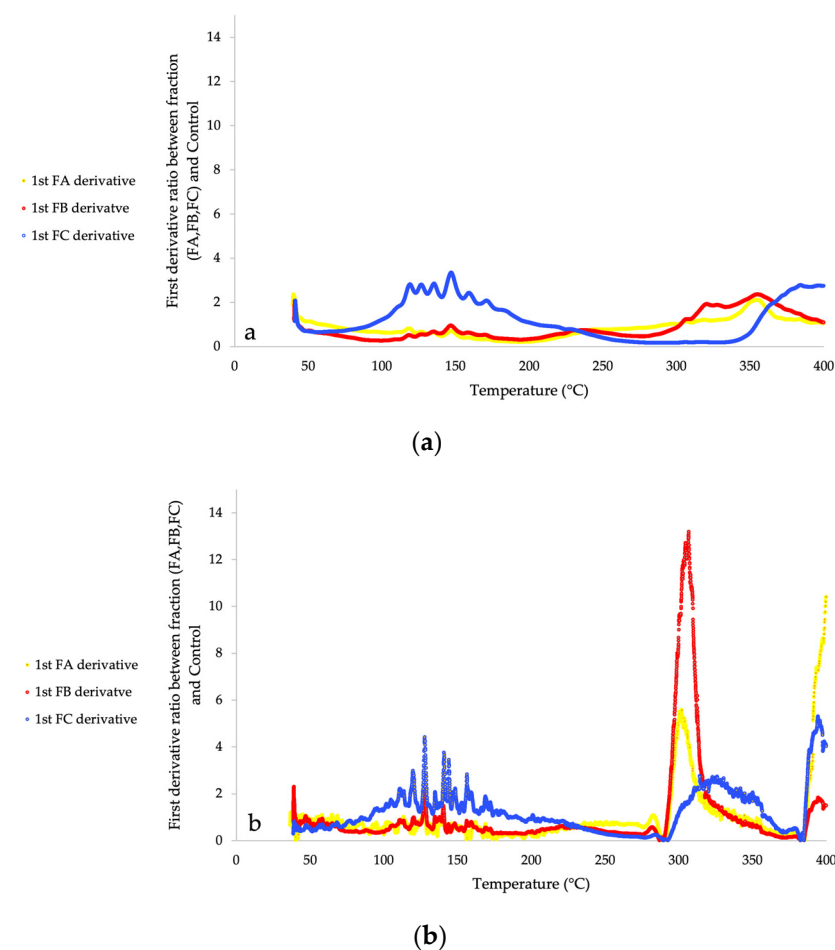 First derivative ratio between fraction
(FA,FB,FC) and Control
14
12
10
8
6
4
2
0
1st FA derivative
1st FB derivatve
1st FC derivative
a
0 50 100 150 200 250 300 350 400
Temperature (°C)
(a)
First derivative ratio between fraction (FA,FB,FC)
and Control
14
12
10
8
6
4
2
0
1st FA derivative
1st FB derivatve
1st FC derivative
b
0 50 100 150 200 250 300 350 400
Temperature (°C)
(b)